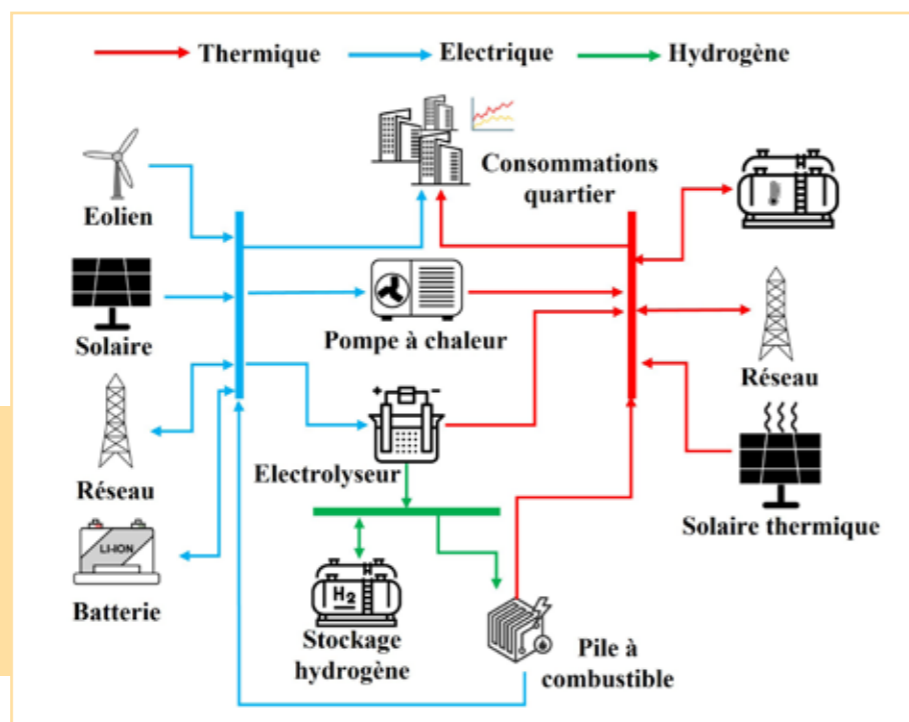 Thermique
Electrique
Hydrogène
Consommations
quartier
Eolien
Solaire
Pompe à chaleur
Réseau
Réseau
Electrolyseur
Solaire thermique
LI-ION
Batterie
H₂
Stockage
hydrogène
Pile à
combustible